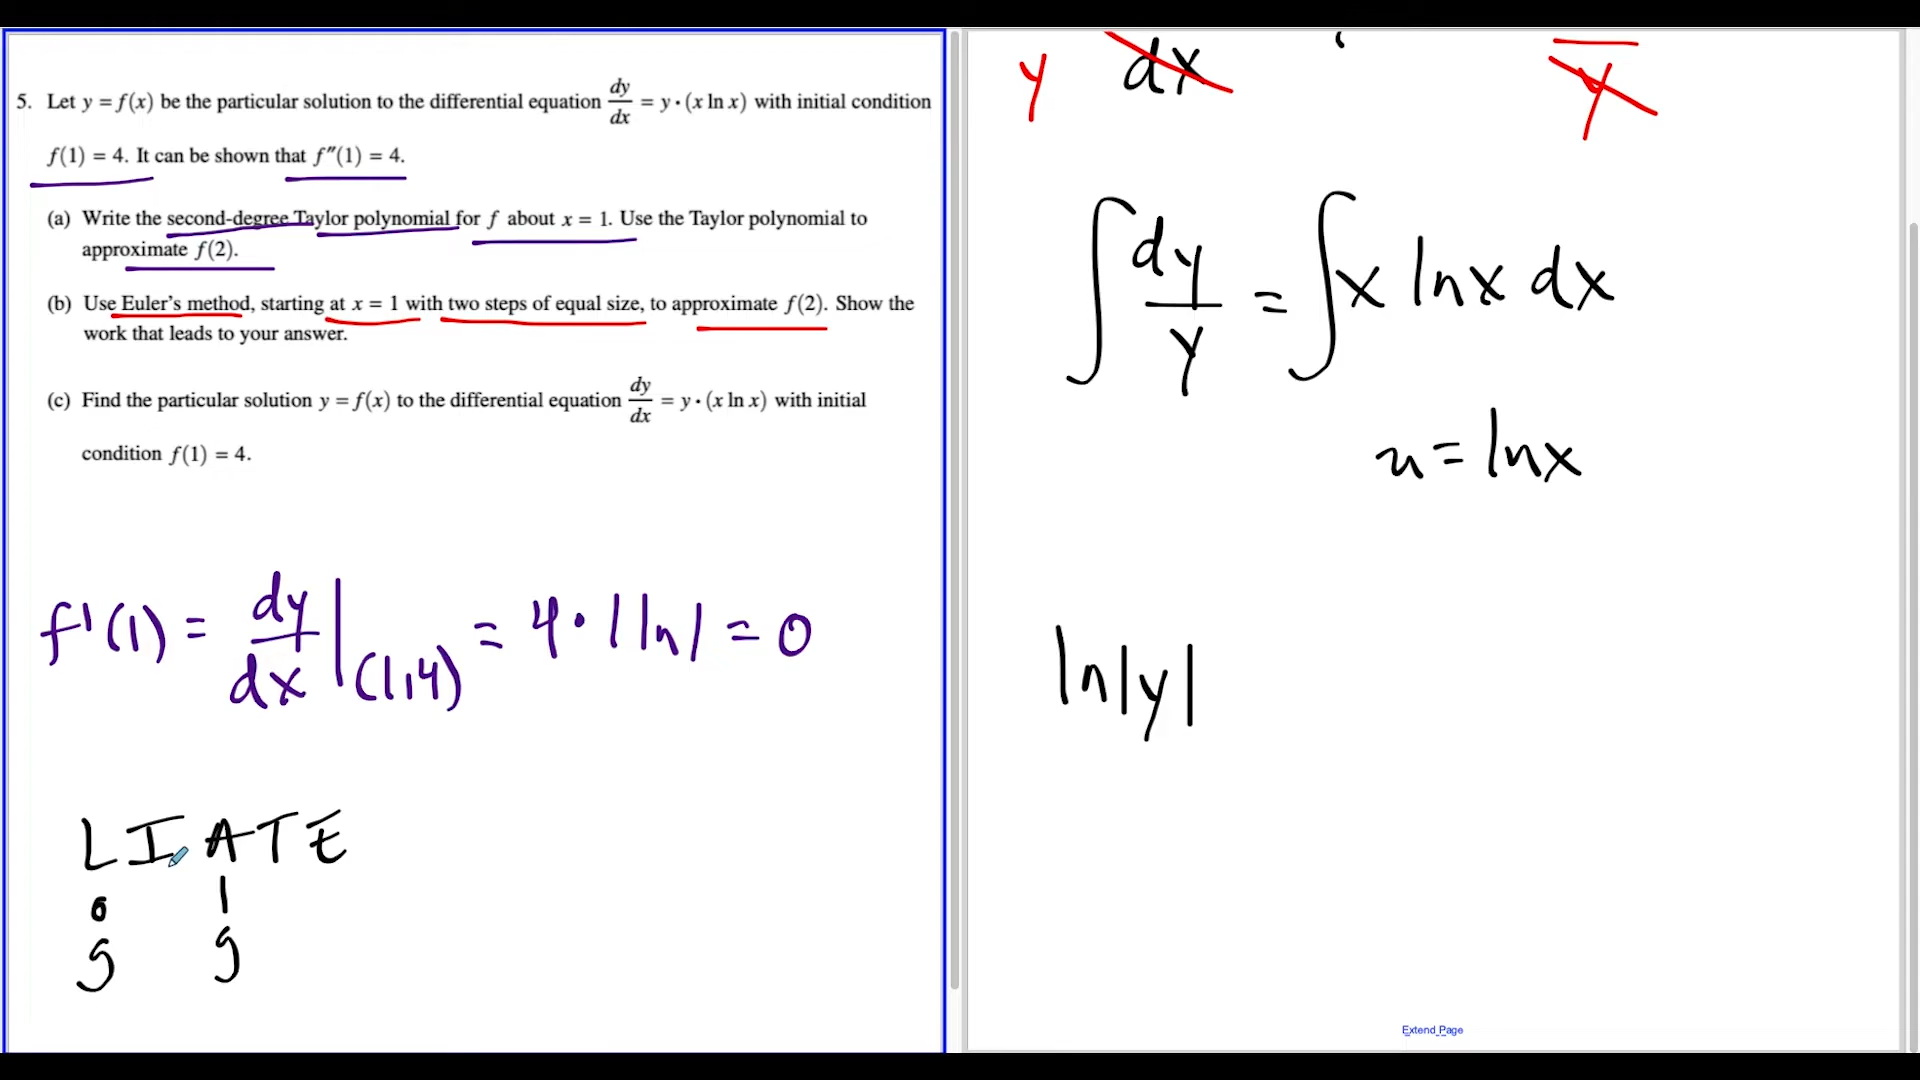 5. Let y = f(x) be the particular solution to the differential equation dy/dx = y · (x ln x) with initial condition
f(1) = 4. It can be shown that f″(1) = 4.
(a) Write the second-degree Taylor polynomial for f about x = 1. Use the Taylor polynomial to
approximate f(2).
(b) Use Euler's method, starting at x = 1 with two steps of equal size, to approximate f(2). Show the
work that leads to your answer.
(c) Find the particular solution y = f(x) to the differential equation dy/dx = y · (x ln x) with initial
condition f(1) = 4.
f'(1) = dy/dx |(1,4) = 4 · 1 ln 1 = 0
L I A T E
o l
g g
y dx y
∫ dy/y = ∫ x ln x dx
u = ln x
ln|y|
Extend_Page